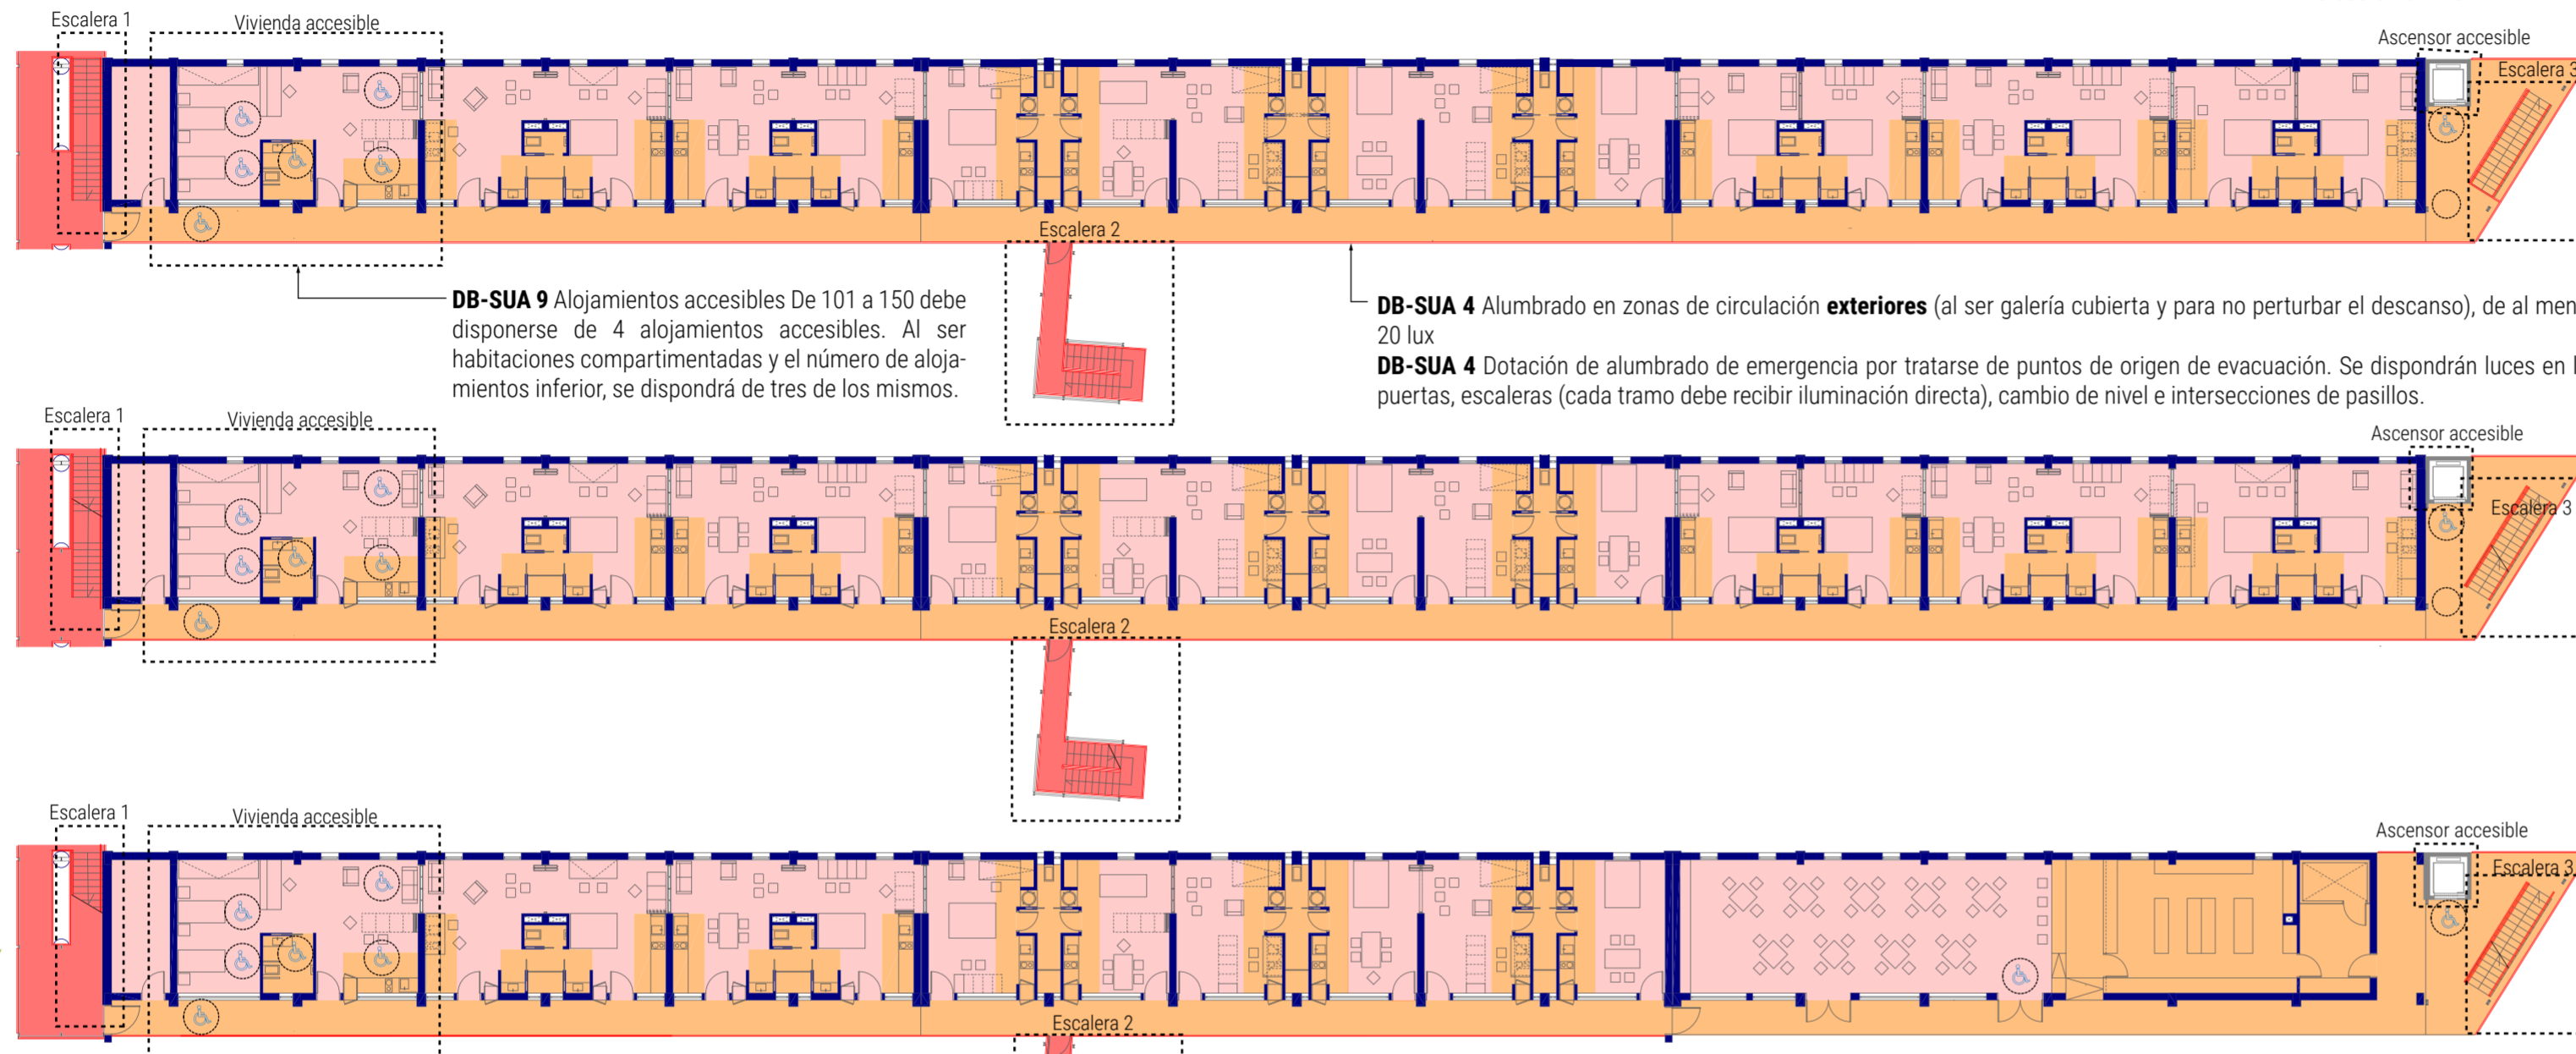 Escalera 1
Vivienda accesible
Ascensor accesible
Escalera 3
Escalera 2
DB-SUA 9 Alojamientos accesibles De 101 a 150 debe
disponerse de 4 alojamientos accesibles. Al ser
habitaciones compartimentadas y el número de aloja-
mientos inferior, se dispondrá de tres de los mismos.
DB-SUA 4 Alumbrado en zonas de circulación exteriores (al ser galería cubierta y para no perturbar el descanso), de al men
20 lux
DB-SUA 4 Dotación de alumbrado de emergencia por tratarse de puntos de origen de evacuación. Se dispondrán luces en l
puertas, escaleras (cada tramo debe recibir iluminación directa), cambio de nivel e intersecciones de pasillos.
Escalera 1
Vivienda accesible
Ascensor accesible
Escalera 3
Escalera 2
Escalera 1
Vivienda accesible
Ascensor accesible
Escalera 3
Escalera 2